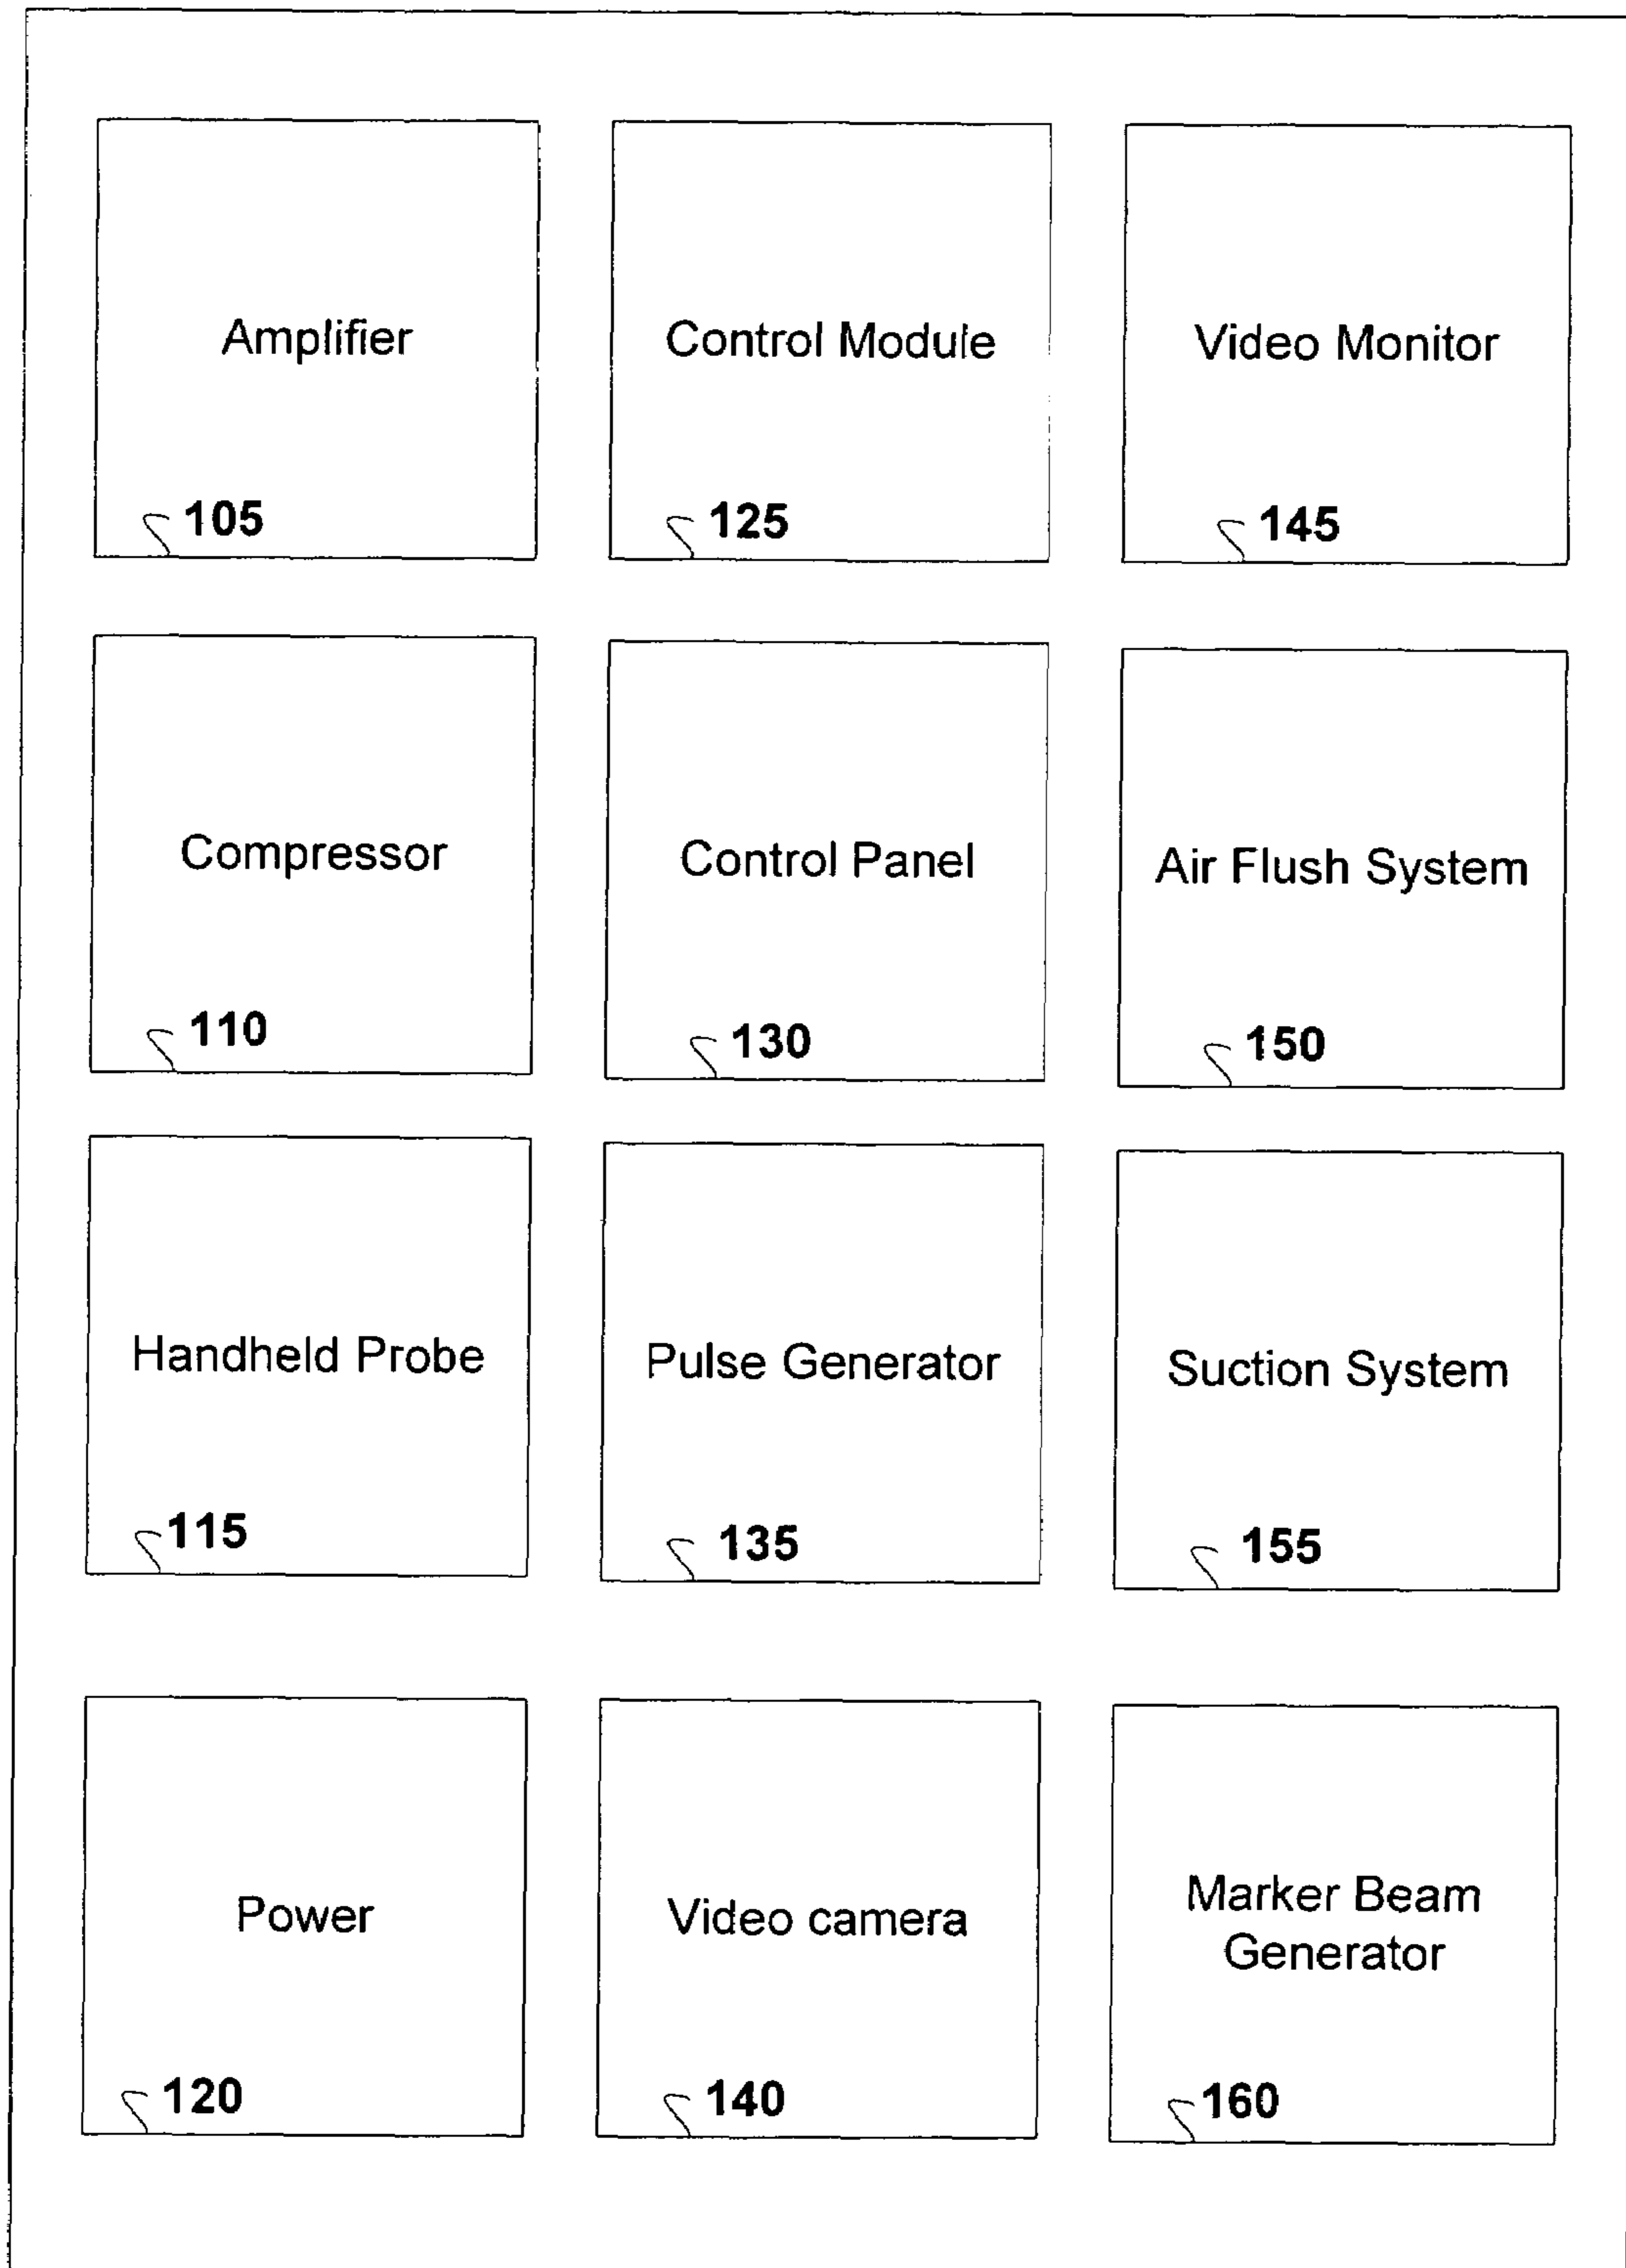 Amplifier
105
Control Module
125
Video Monitor
145
Compressor
110
Control Panel
130
Air Flush System
150
Handheld Probe
115
Pulse Generator
135
Suction System
155
Power
120
Video camera
140
Marker Beam
Generator
160